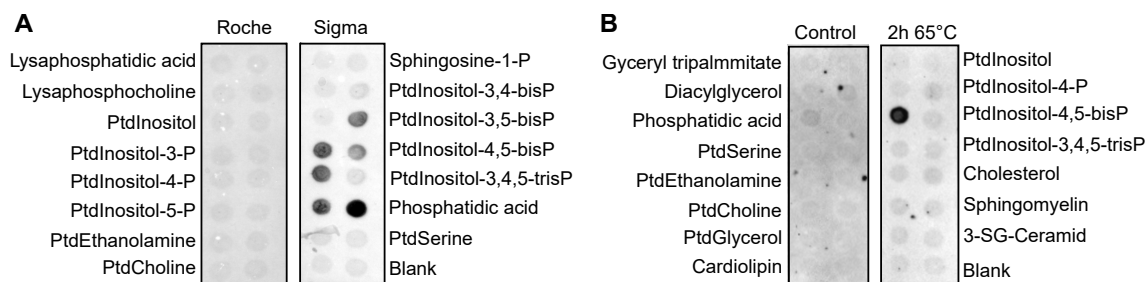 A
Roche
Sigma
Lysaphosphatidic acid
Lysaphosphocholine
PtdInositol
PtdInositol-3-P
PtdInositol-4-P
PtdInositol-5-P
PtdEthanolamine
PtdCholine
Sphingosine-1-P
PtdInositol-3,4-bisP
PtdInositol-3,5-bisP
PtdInositol-4,5-bisP
PtdInositol-3,4,5-trisP
Phosphatidic acid
PtdSerine
Blank
B
Control
2h 65°C
Gyceryl tripalmmitate
Diacylglycerol
Phosphatidic acid
PtdSerine
PtdEthanolamine
PtdCholine
PtdGlycerol
Cardiolipin
PtdInositol
PtdInositol-4-P
PtdInositol-4,5-bisP
PtdInositol-3,4,5-trisP
Cholesterol
Sphingomyelin
3-SG-Ceramid
Blank